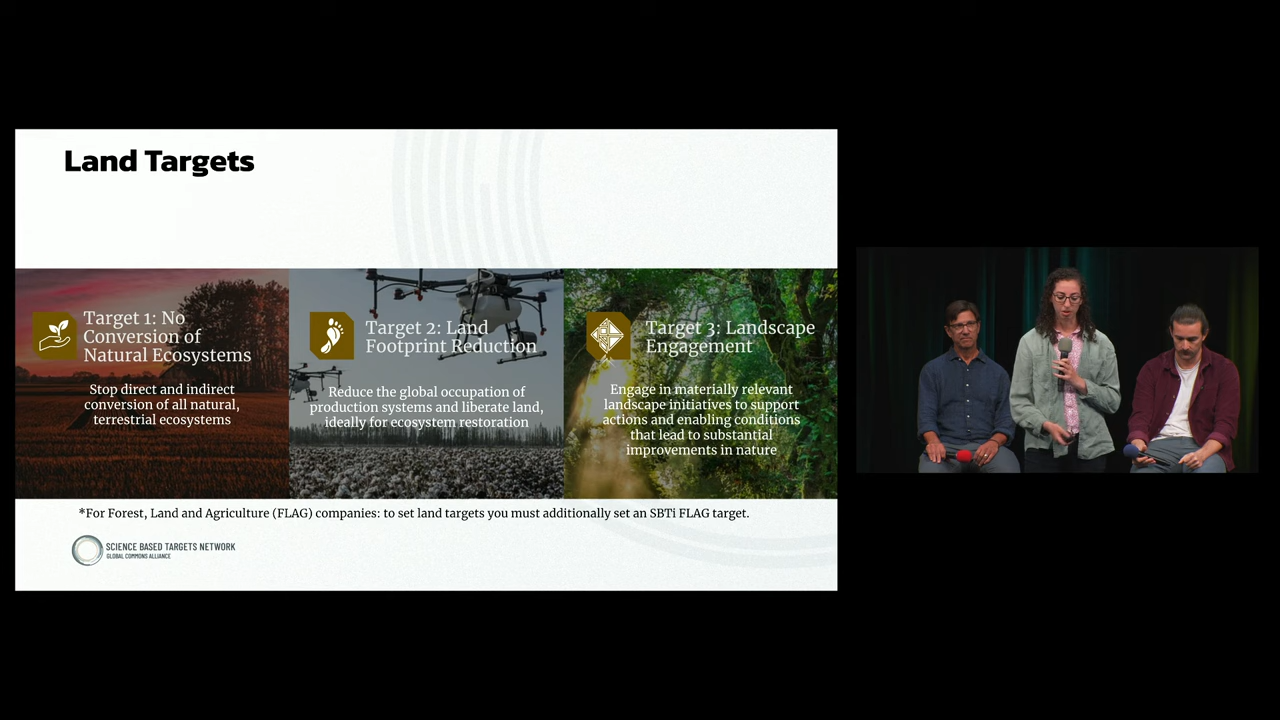 Land Targets
Target 1: No
Conversion of
Natural Ecosystems
Stop direct and indirect
conversion of all natural,
terrestrial ecosystems
Target 2: Land
Footprint Reduction
Reduce the global occupation of
production systems and liberate land,
ideally for ecosystem restoration
Target 3: Landscape
Engagement
Engage in materially relevant
landscape initiatives to support
actions and enabling conditions
that lead to substantial
improvements in nature
*For Forest, Land and Agriculture (FLAG) companies: to set land targets you must additionally set an SBTi FLAG target.
SCIENCE BASED TARGETS NETWORK
GLOBAL COMMONS ALLIANCE